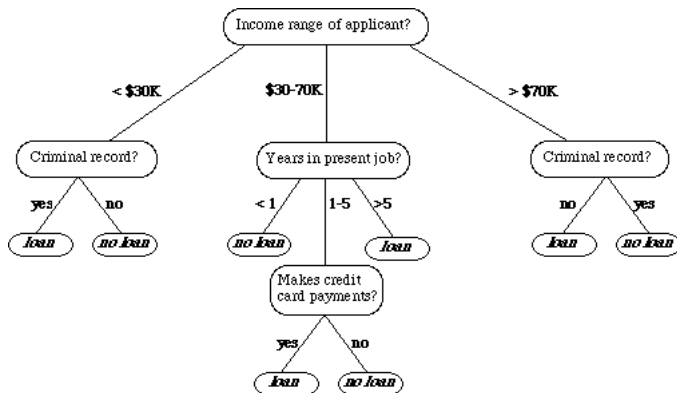 Income range of applicant?
< $30K
$30-70K
> $70K
Criminal record?
Years in present job?
Criminal record?
yes
no
< 1
1-5
>5
no
yes
loan
no loan
no loan
loan
loan
no loan
Makes credit
card payments?
yes
no
loan
no loan